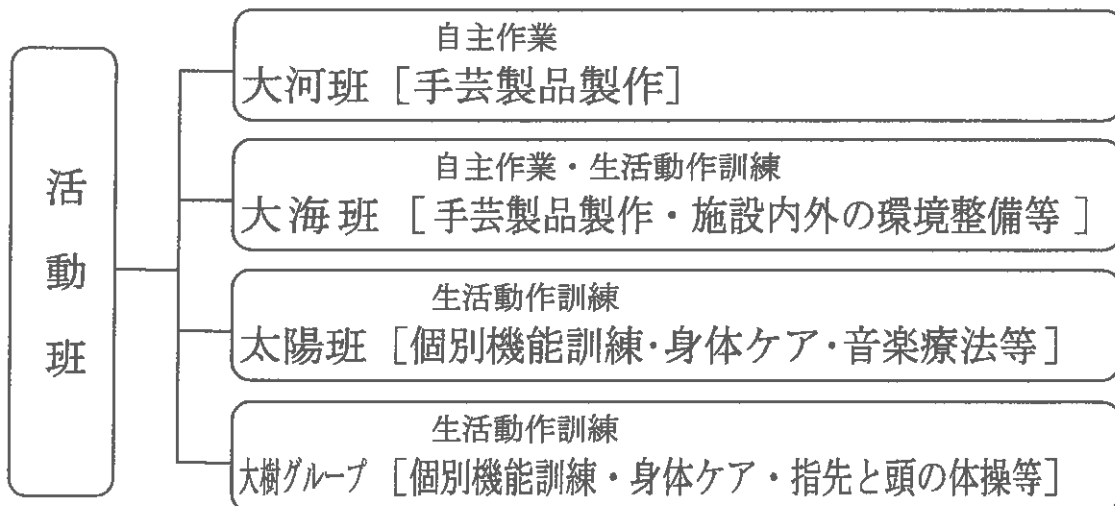 活動班
自主作業
大河班［手芸製品製作］
自主作業・生活動作訓練
大海班［手芸製品製作・施設内外の環境整備等］
生活動作訓練
太陽班［個別機能訓練・身体ケア・音楽療法等］
生活動作訓練
大樹グループ［個別機能訓練・身体ケア・指先と頭の体操等］